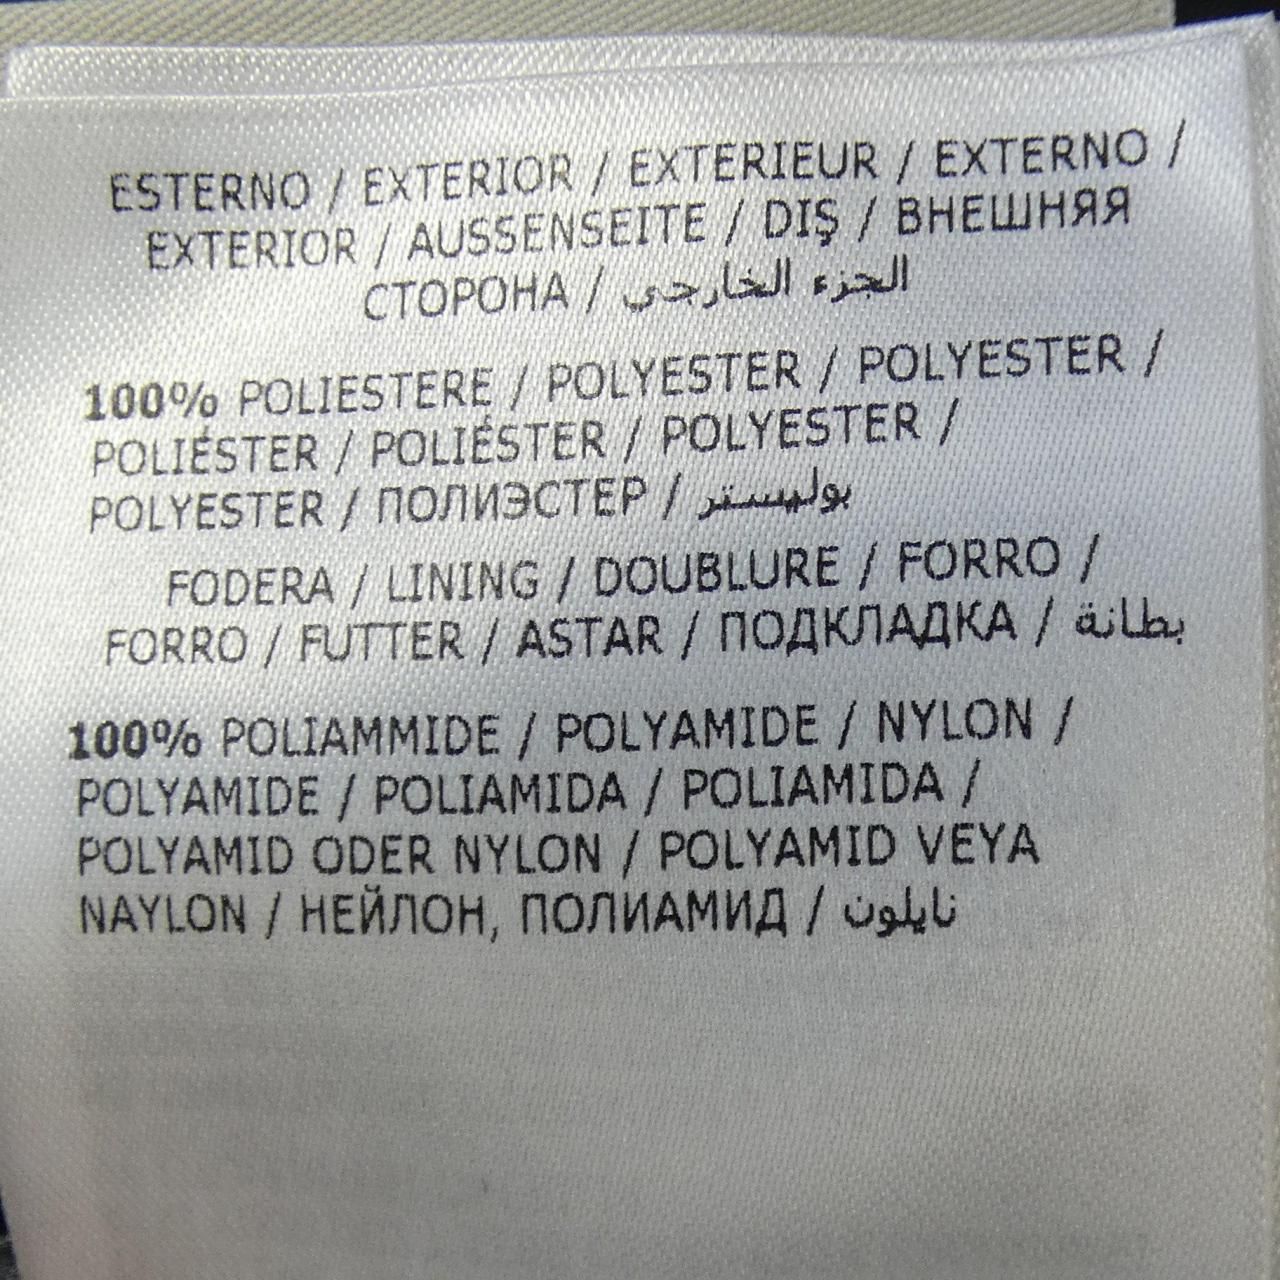 ESTERNO / EXTERIOR / EXTERIEUR / EXTERNO /
EXTERIOR / AUSSENSEITE / DIŞ / ВНЕШНЯЯ
СТОРОНА / الجزء الخارجي
100% POLIESTERE / POLYESTER / POLYESTER /
POLIÉSTER / POLIÉSTER / POLYESTER /
POLYESTER / ПОЛИЭСТЕР / بوليستر
FODERA / LINING / DOUBLURE / FORRO /
FORRO / FUTTER / ASTAR / ПОДКЛАДКА / بطانة
100% POLIAMMIDE / POLYAMIDE / NYLON /
POLYAMIDE / POLIAMIDA / POLIAMIDA /
POLYAMID ODER NYLON / POLYAMID VEYA
NAYLON / НЕЙЛОН, ПОЛИАМИД / نايلون